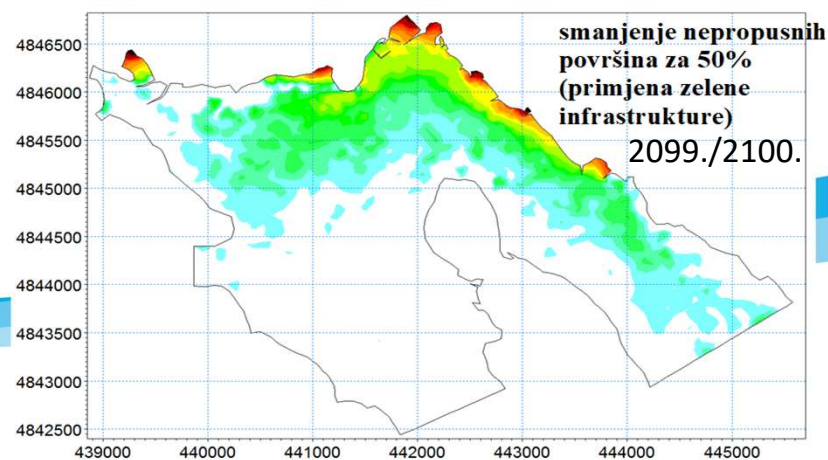 smanjenje nepropusnih
površina za 50%
(primjena zelene
infrastrukture)
2099./2100.
4846500
4846000
4845500
4845000
4844500
4844000
4843500
4843000
4842500
439000 440000 441000 442000 443000 444000 445000